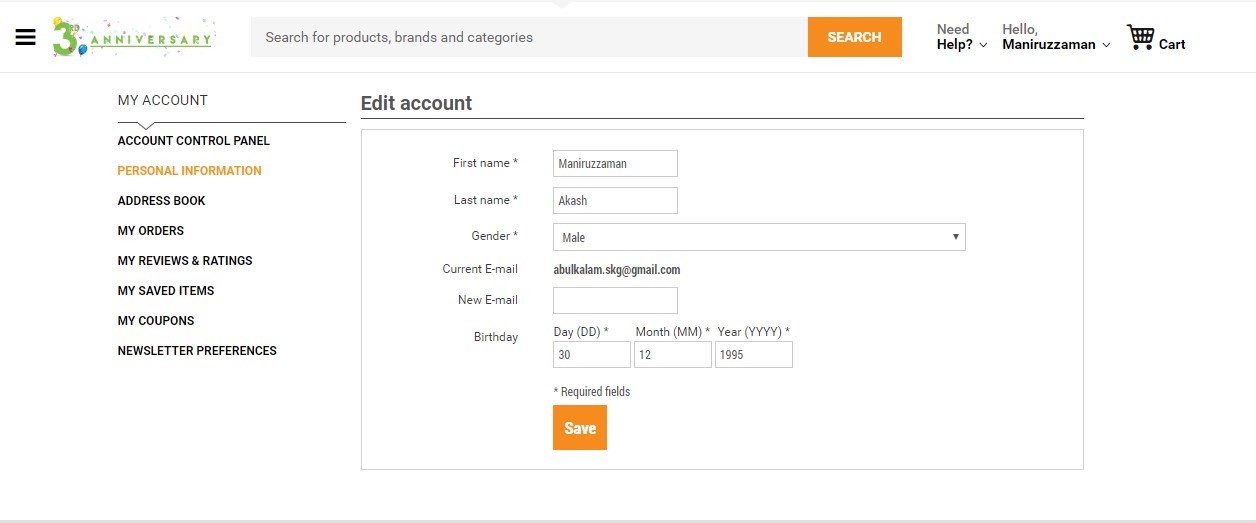 3RD ANNIVERSARY
Search for products, brands and categories
SEARCH
Need
Help?
Hello,
Maniruzzaman
Cart
MY ACCOUNT
ACCOUNT CONTROL PANEL
PERSONAL INFORMATION
ADDRESS BOOK
MY ORDERS
MY REVIEWS & RATINGS
MY SAVED ITEMS
MY COUPONS
NEWSLETTER PREFERENCES
Edit account
First name * Maniruzzaman
Last name * Akash
Gender * Male
Current E-mail abulkalam.skg@gmail.com
New E-mail
Birthday
Day (DD) * Month (MM) * Year (YYYY) *
30 12 1995
* Required fields
Save